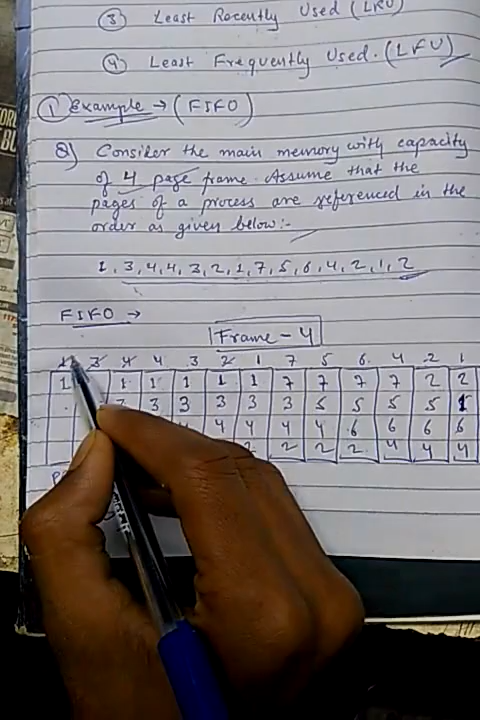 ③ Least Recently Used (LRU)
④ Least Frequently Used. (LFU)
① Example → (FIFO)
Q) Consider the main memory with capacity
of 4 page frame. Assume that the
pages of a process are referenced in the
order as given below:-
1, 3, 4, 4, 3, 2, 1, 7, 5, 6, 4, 2, 1, 2
FIFO →
Frame - 4
1 3 4 4 3 2 1 7 5 6 4 2 1
1 1 1 1 1 1 7 7 7 7 2 2
3 3 3 3 3 5 5 5 5 1
4 4 4 4 6 6 6 6
2 2 2 2 4 4 4